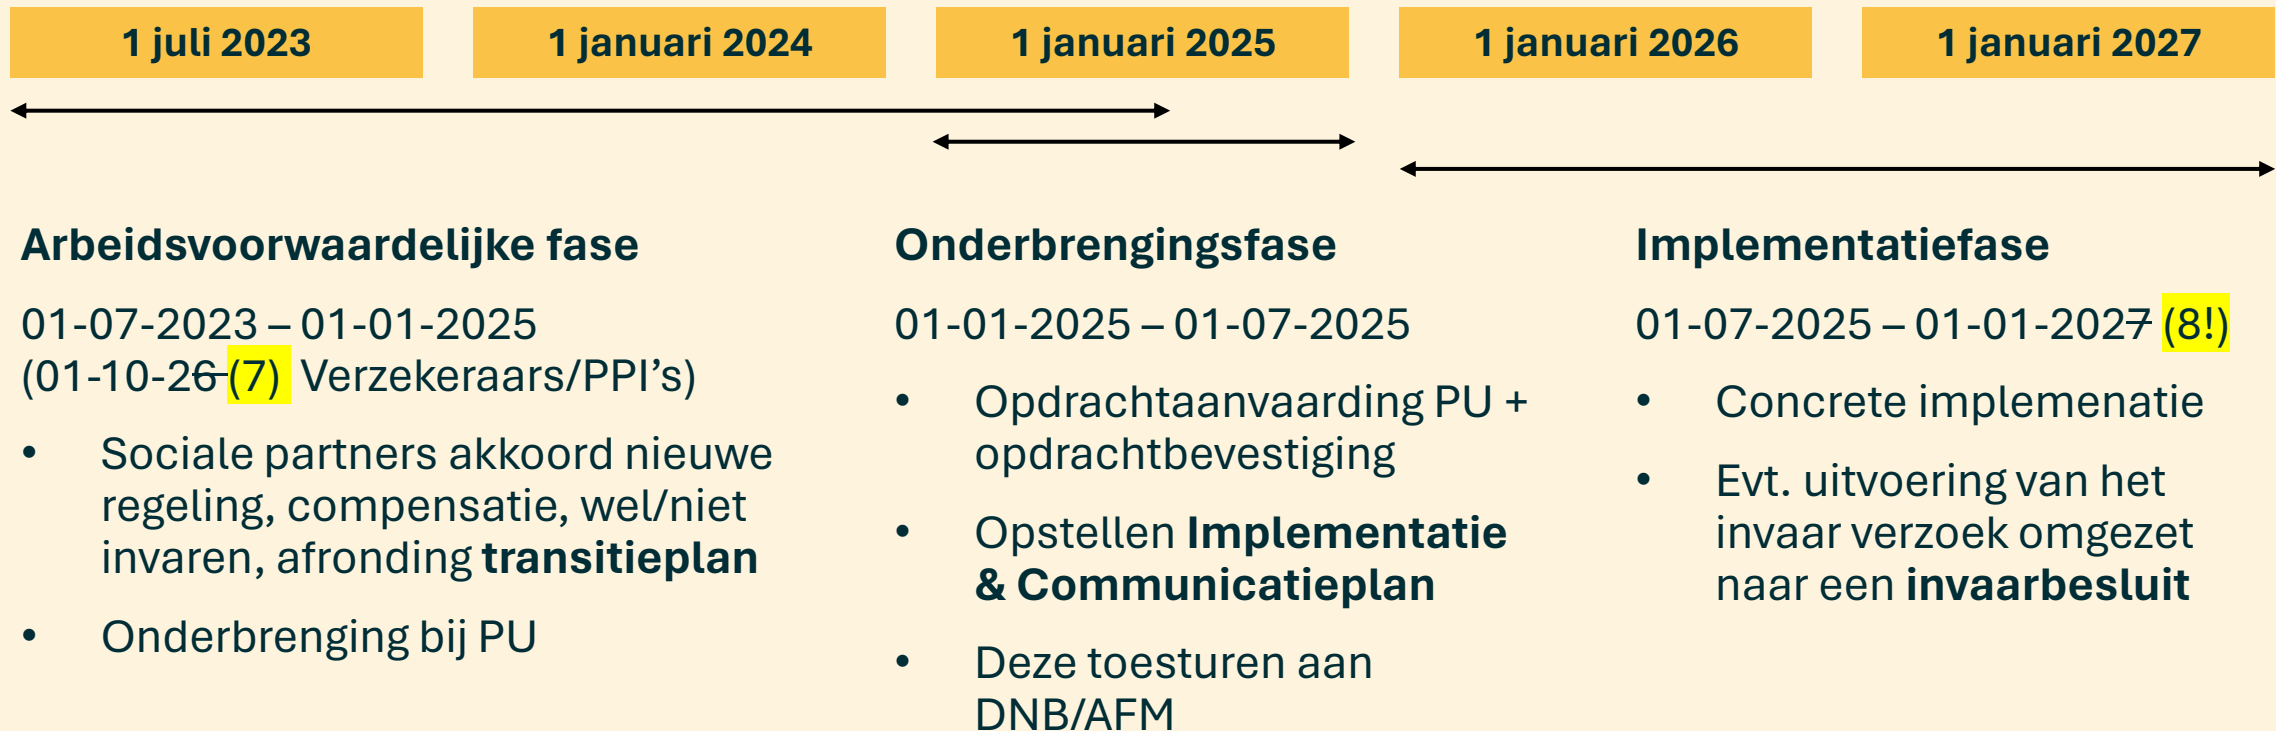 1 juli 2023
1 januari 2024
1 januari 2025
1 januari 2026
1 januari 2027
Arbeidsvoorwaardelijke fase
01-07-2023 – 01-01-2025
(01-10-26 (7) Verzekeraars/PPI’s)
• Sociale partners akkoord nieuwe
regeling, compensatie, wel/niet
invaren, afronding transitieplan
• Onderbrenging bij PU
Onderbrengingsfase
01-01-2025 – 01-07-2025
• Opdrachtaanvaarding PU +
opdrachtbevestiging
• Opstellen Implementatie
& Communicatieplan
• Deze toesturen aan
DNB/AFM
Implementatiefase
01-07-2025 – 01-01-2027 (8!)
• Concrete implemenatie
• Evt. uitvoering van het
invaar verzoek omgezet
naar een invaarbesluit